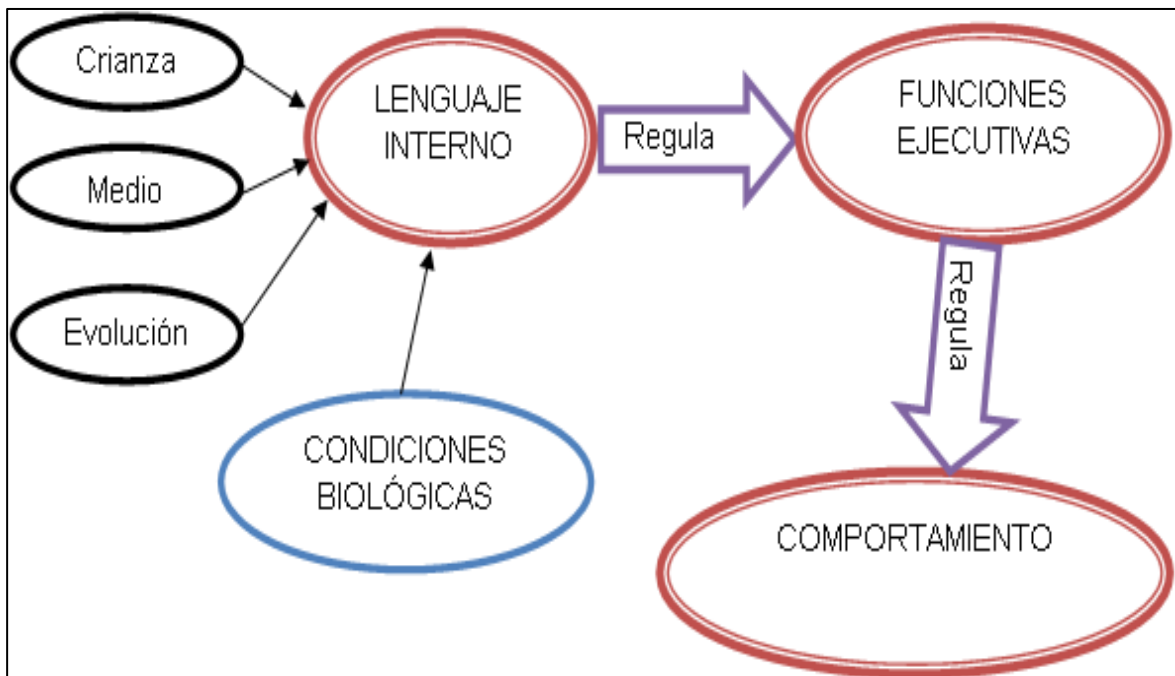 Crianza
LENGUAJE
INTERNO
Regula
FUNCIONES
EJECUTIVAS
Medio
Evolución
Regula
CONDICIONES
BIOLÓGICAS
COMPORTAMIENTO